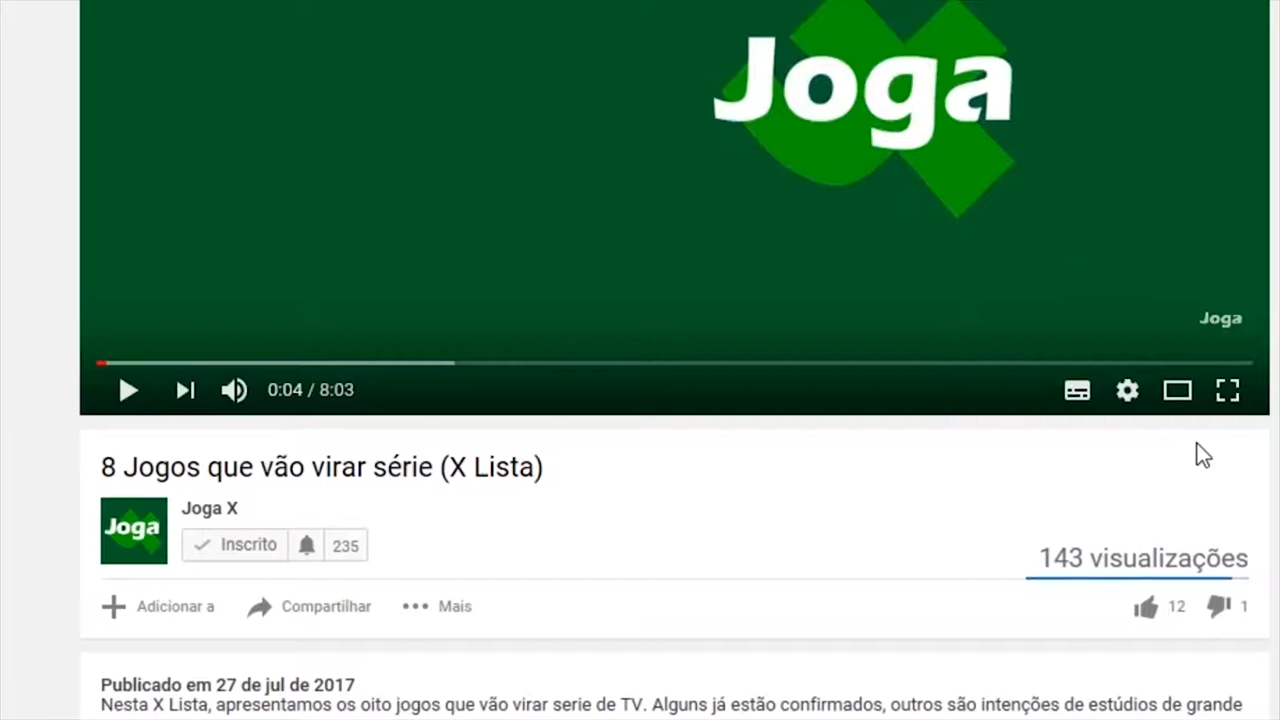 Joga
Joga
0:04 / 8:03
8 Jogos que vão virar série (X Lista)
Joga
Joga X
Inscrito
235
143 visualizações
Adicionar a
Compartilhar
Mais
12
1
Publicado em 27 de jul de 2017
Nesta X Lista, apresentamos os oito jogos que vão virar serie de TV. Alguns já estão confirmados, outros são intenções de estúdios de grande